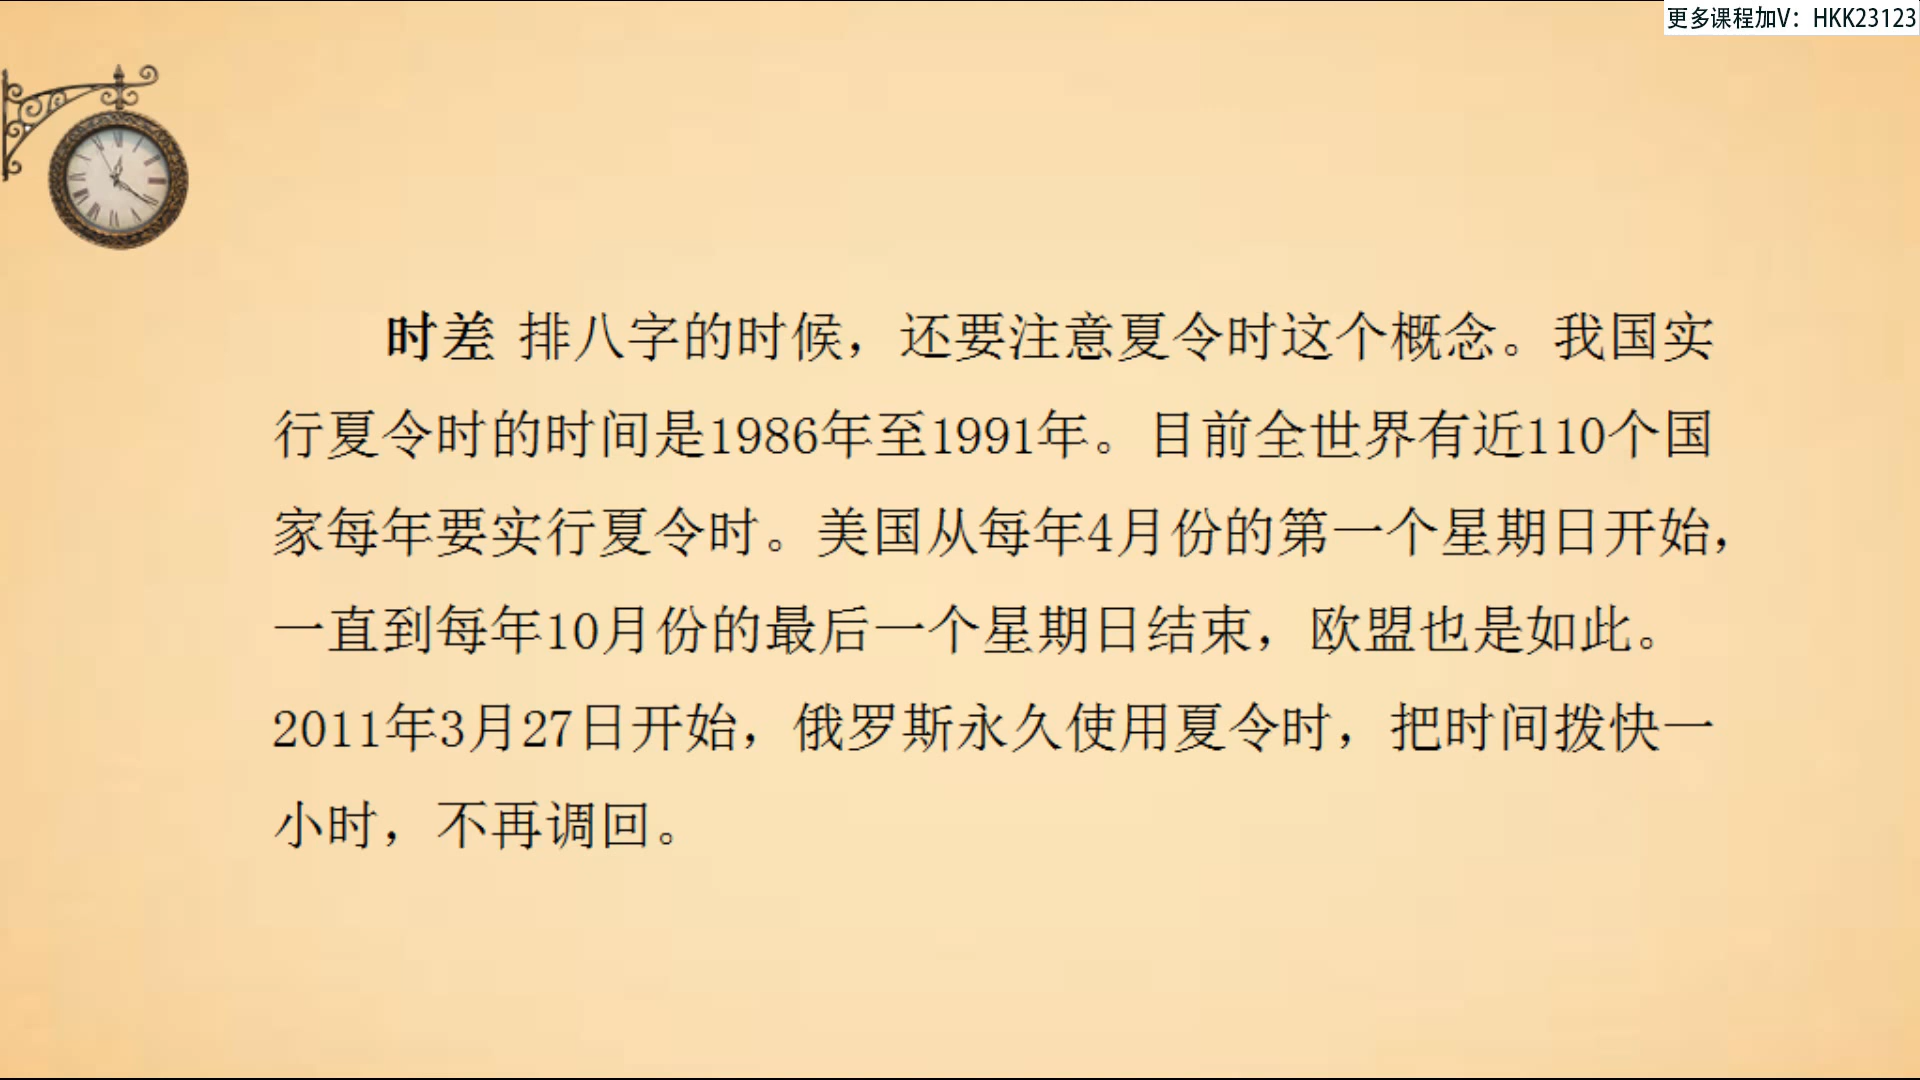 更多课程加V：HKK23123
时差 排八字的时候，还要注意夏令时这个概念。我国实
行夏令时的时间是1986年至1991年。目前全世界有近110个国
家每年要实行夏令时。美国从每年4月份的第一个星期日开始，
一直到每年10月份的最后一个星期日结束，欧盟也是如此。
2011年3月27日开始，俄罗斯永久使用夏令时，把时间拨快一
小时，不再调回。